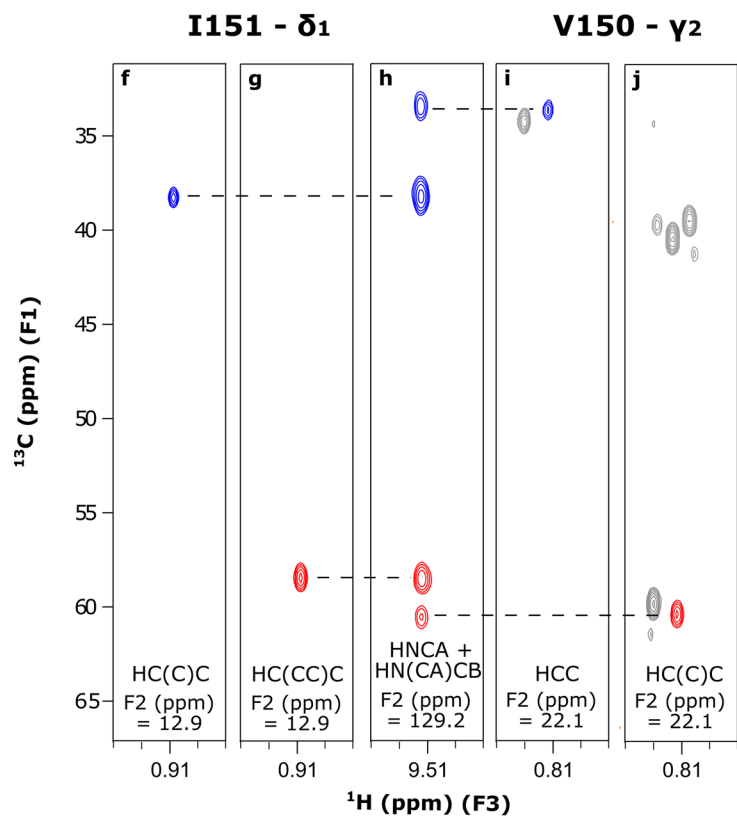 I151 - δ1
V150 - γ2
f
g
h
i
j
35
40
45
50
55
60
65
¹³C (ppm) (F1)
HC(C)C
F2 (ppm)
= 12.9
HC(CC)C
F2 (ppm)
= 12.9
HNCA +
HN(CA)CB
F2 (ppm)
= 129.2
HCC
F2 (ppm)
= 22.1
HC(C)C
F2 (ppm)
= 22.1
0.91
0.91
9.51
0.81
0.81
¹H (ppm) (F3)